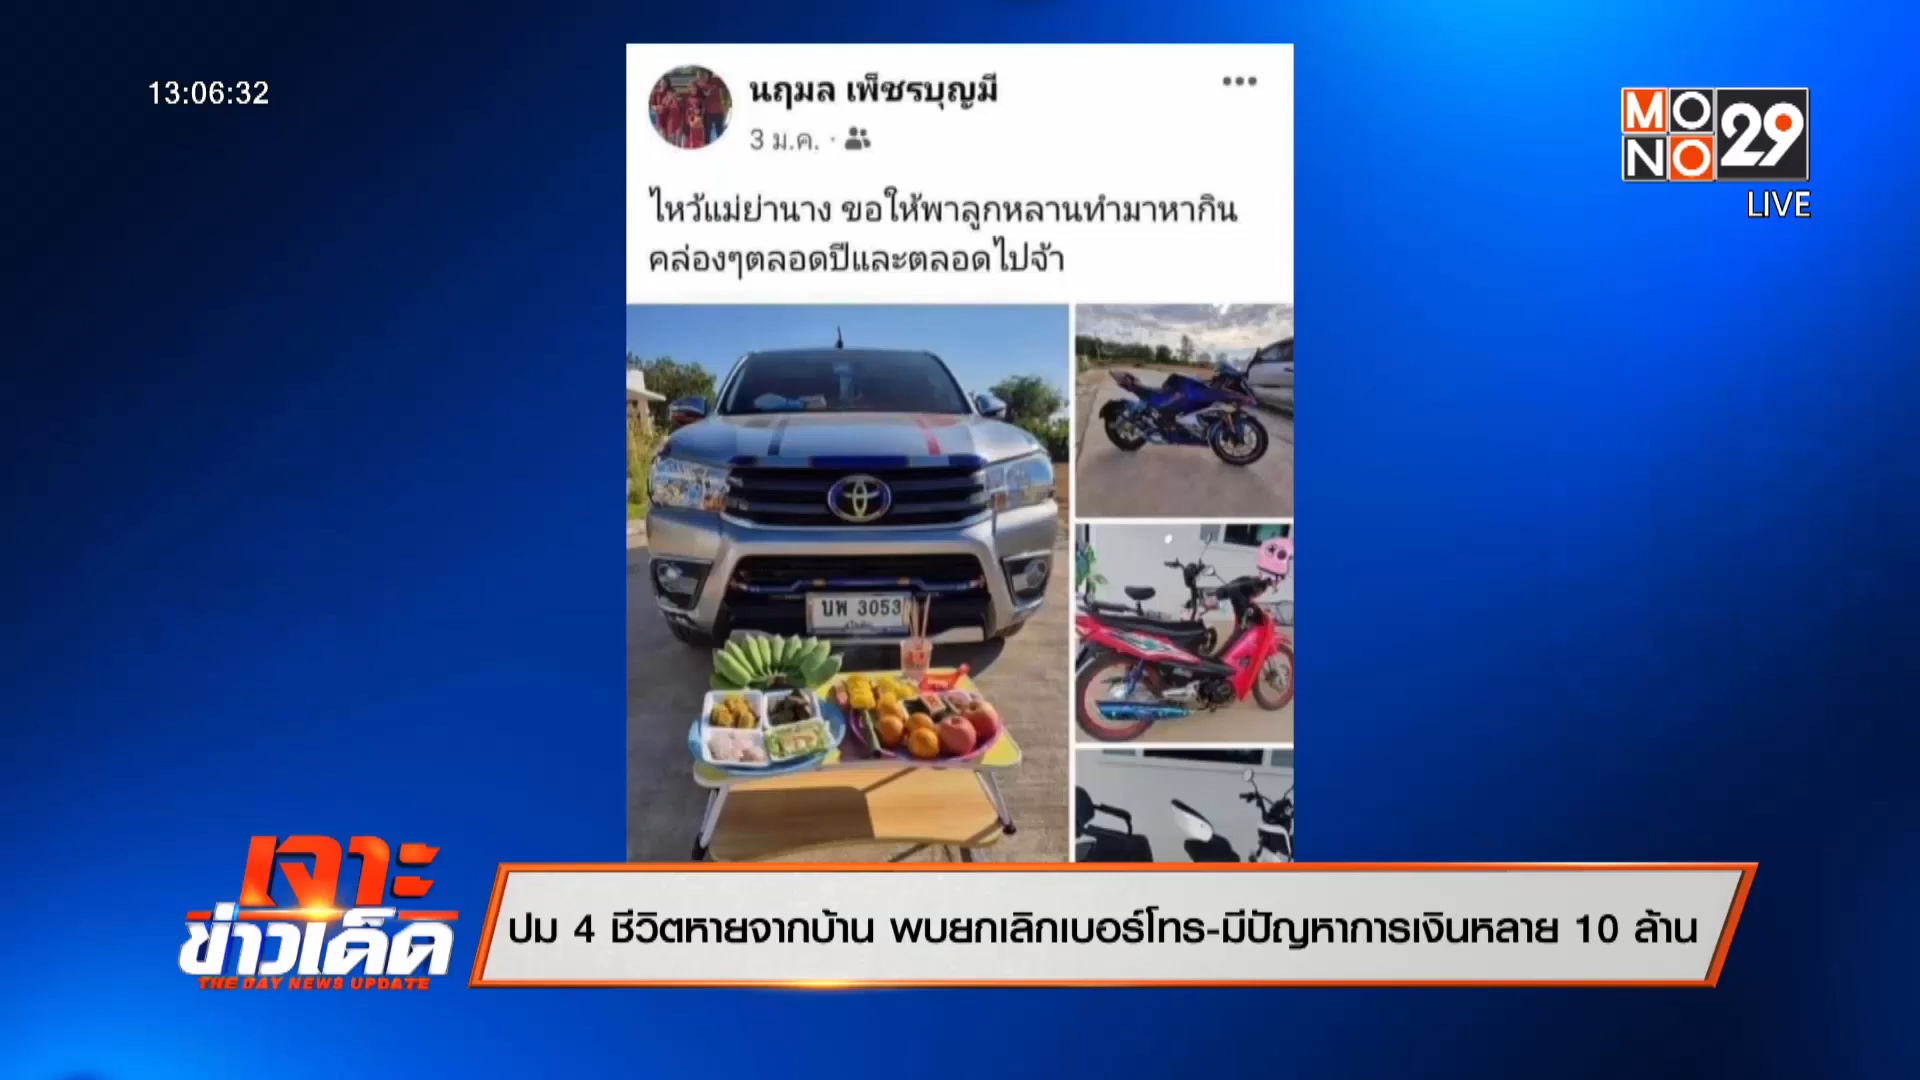 13:06:32
นฤมล เพ็ชรบุญมี
3 ม.ค. ·
MONO 29
LIVE
ไหว้แม่ย่านาง ขอให้พาลูกหลานทำมาหากิน
คล่องๆตลอดปีและตลอดไปจ้า
บพ 3053
เจาะ
ข่าวเด็ด
THE DAY NEWS UPDATE
ปม 4 ชีวิตหายจากบ้าน พบยกเลิกเบอร์โทร-มีปัญหาการเงินหลาย 10 ล้าน